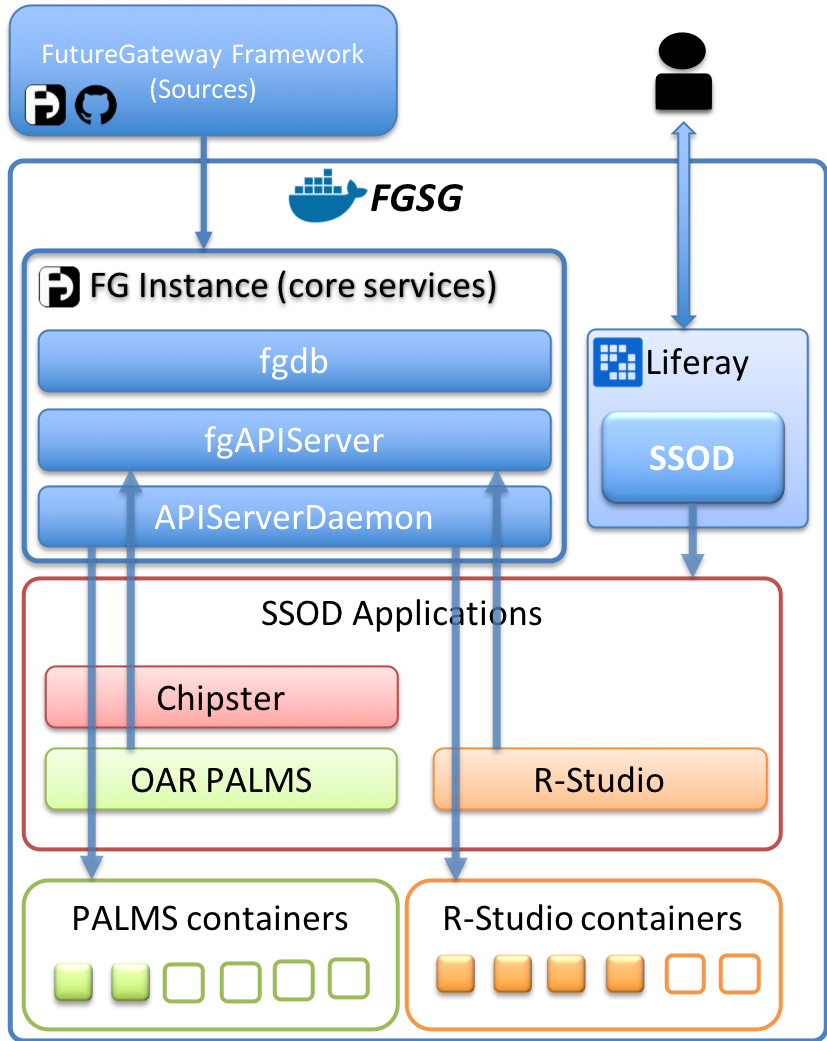 FutureGateway Framework
(Sources)
FGSG
FG Instance (core services)
fgdb
fgAPIServer
APIServerDaemon
Liferay
SSOD
SSOD Applications
Chipster
OAR PALMS
R-Studio
PALMS containers
R-Studio containers